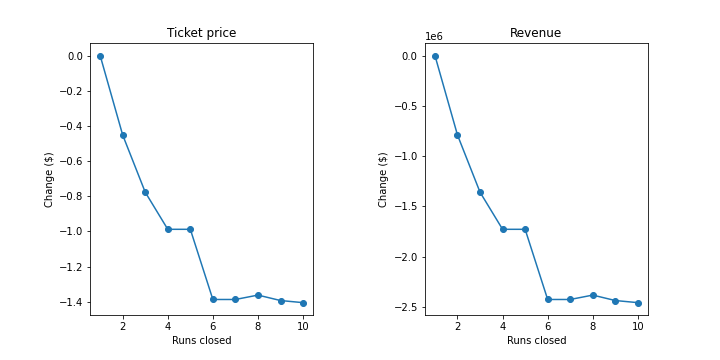 Ticket price
0.0
−0.2
−0.4
−0.6
−0.8
−1.0
−1.2
−1.4
Change ($)
2 4 6 8 10
Runs closed
Revenue
1e6
0.0
−0.5
−1.0
−1.5
−2.0
−2.5
Change ($)
2 4 6 8 10
Runs closed